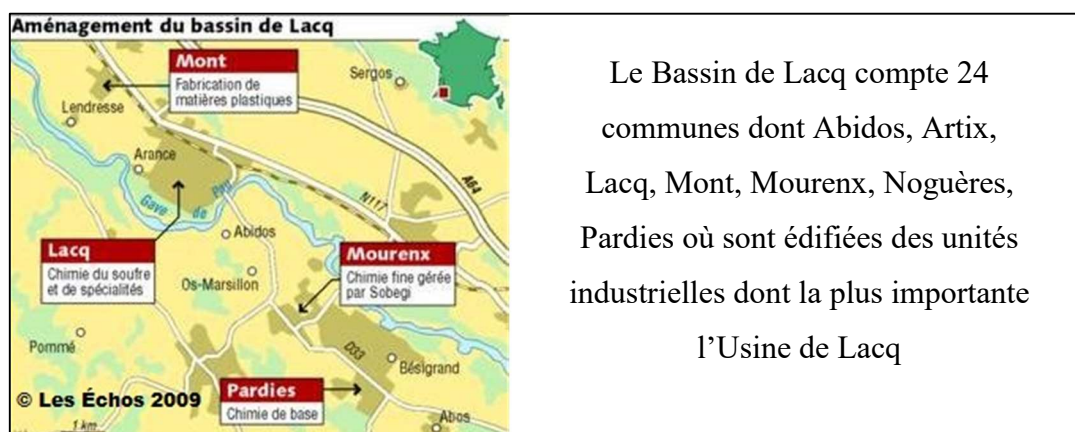 Aménagement du bassin de Lacq
Mont
Fabrication de
matières plastiques
Sergos
Lendresse
Arance
A64
N117
Gave de Pau
Abidos
Lacq
Chimie du soufre
et de spécialités
Mourenx
Chimie fine gérée
par Sobegi
Os-Marsillon
Pommé
D33
Bésigrand
Pardies
Chimie de base
© Les Échos 2009
1 km
Abos
Le Bassin de Lacq compte 24
communes dont Abidos, Artix,
Lacq, Mont, Mourenx, Noguères,
Pardies où sont édifiées des unités
industrielles dont la plus importante
l’Usine de Lacq